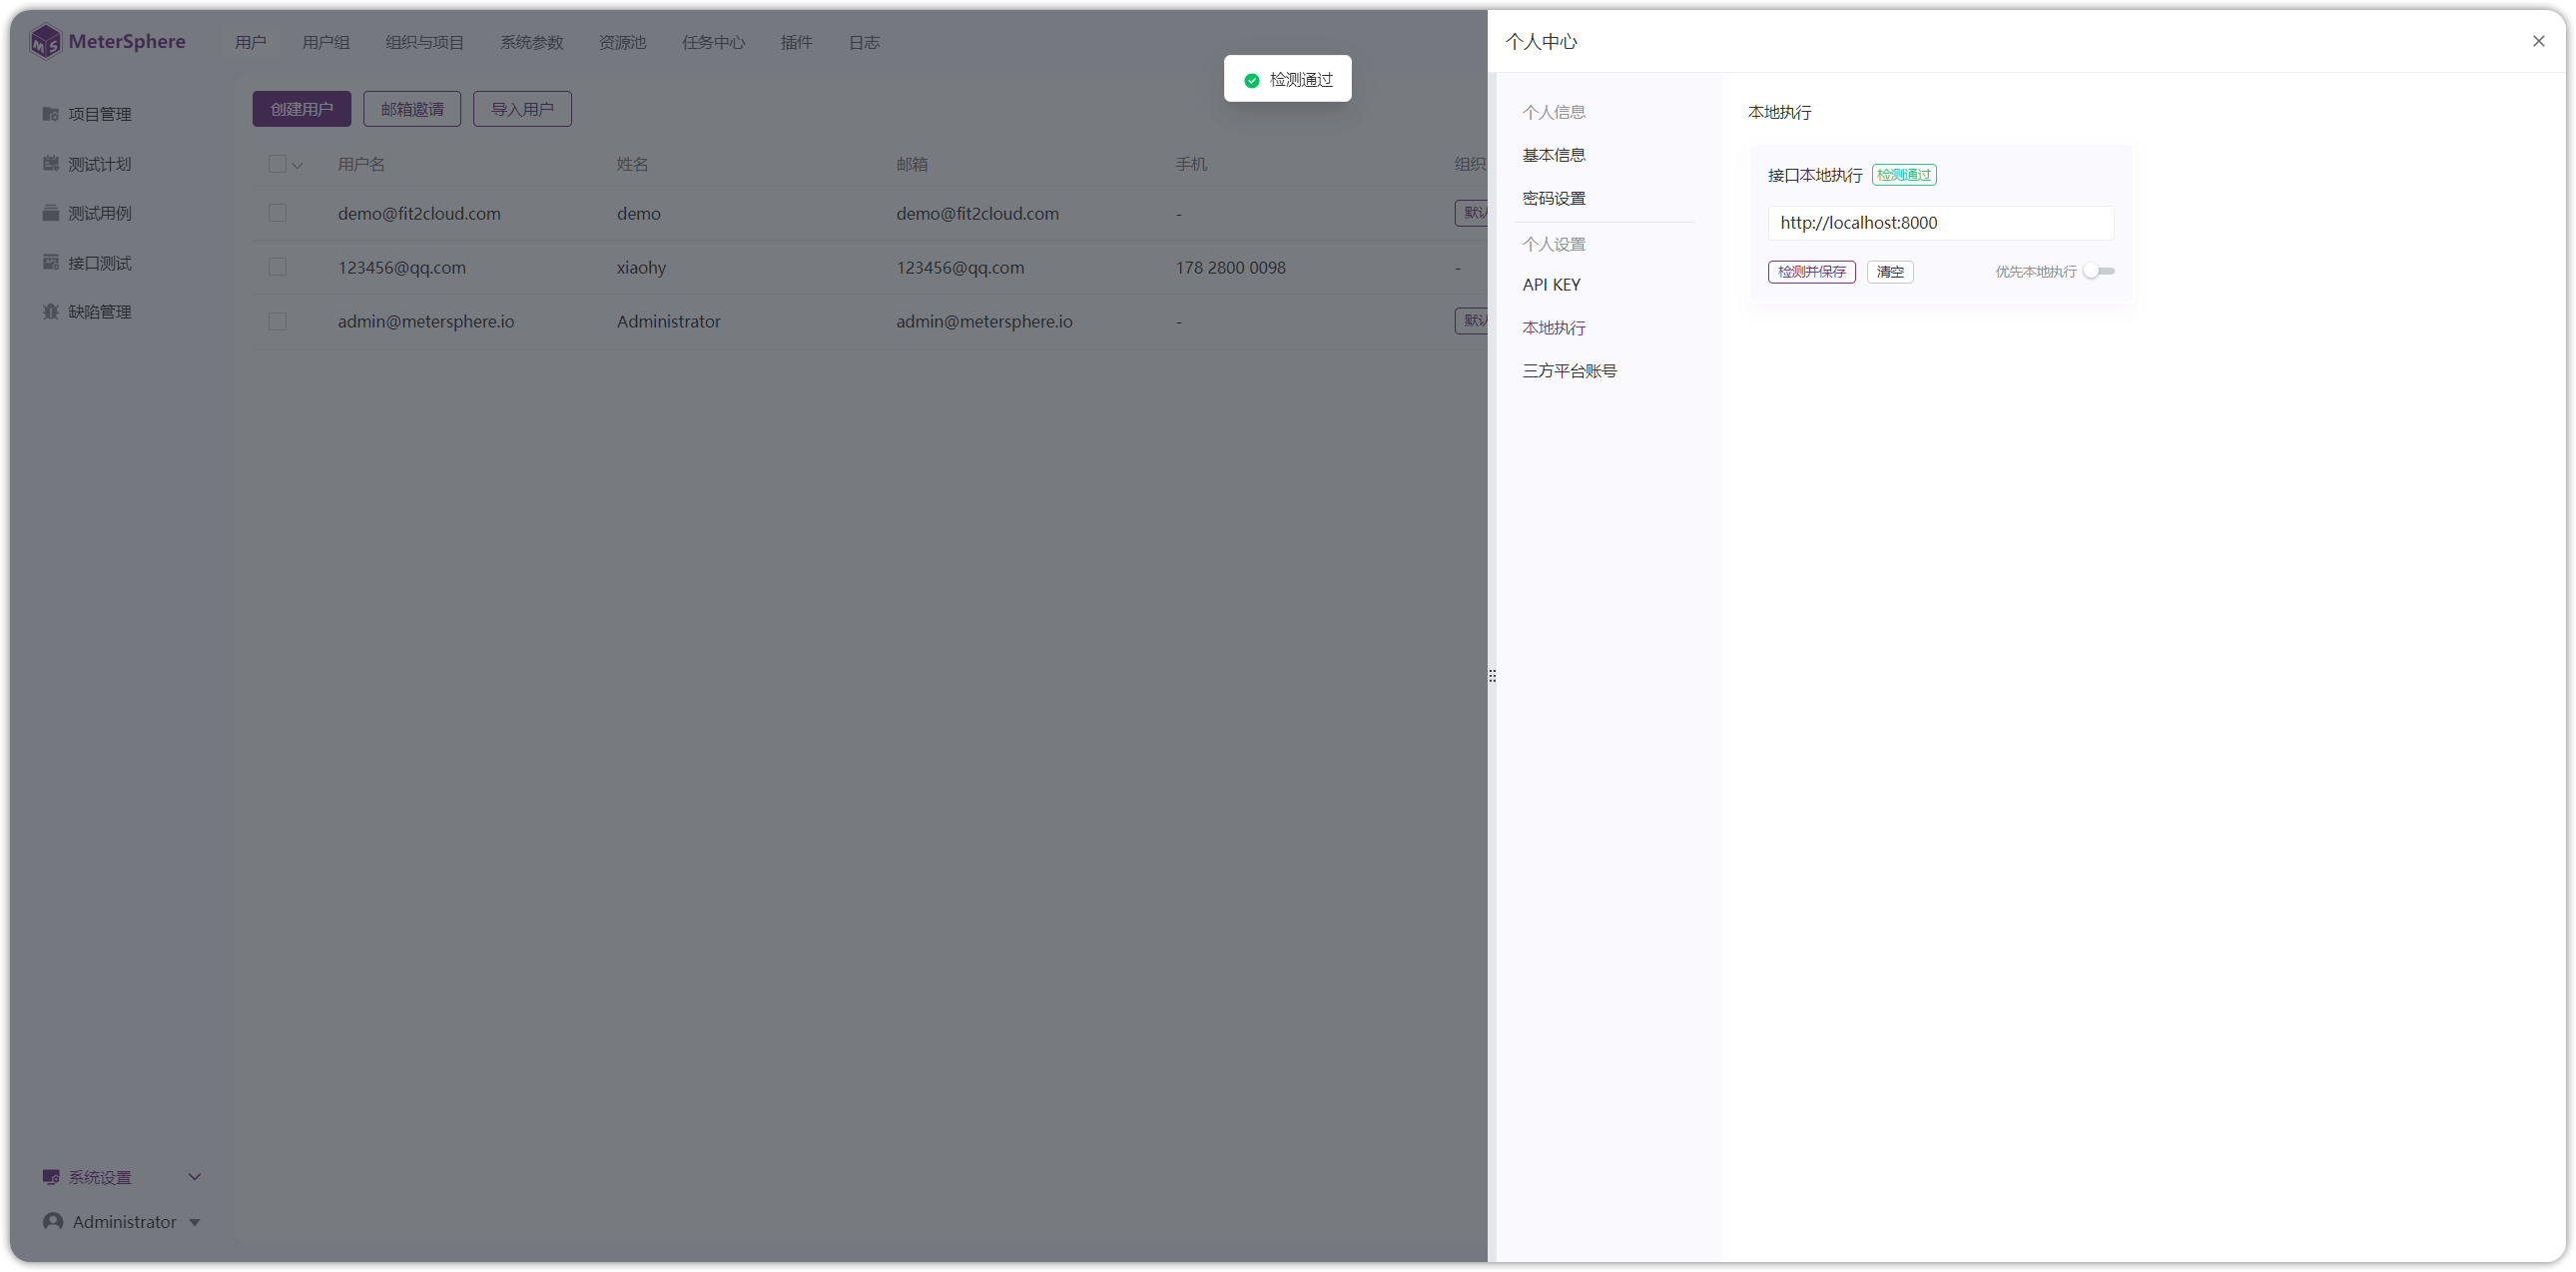 MeterSphere
用户 用户组 组织与项目 系统参数 资源池 任务中心 插件 日志
检测通过
项目管理
测试计划
测试用例
接口测试
缺陷管理
系统设置
Administrator
创建用户 邮箱邀请 导入用户
用户名 姓名 邮箱 手机 组织
demo@fit2cloud.com demo demo@fit2cloud.com - 默认
123456@qq.com xiaohy 123456@qq.com 178 2800 0098 -
admin@metersphere.io Administrator admin@metersphere.io - 默认
个人中心
个人信息
基本信息
密码设置
个人设置
API KEY
本地执行
三方平台账号
本地执行
接口本地执行 检测通过
http://localhost:8000
检测并保存 清空 优先本地执行